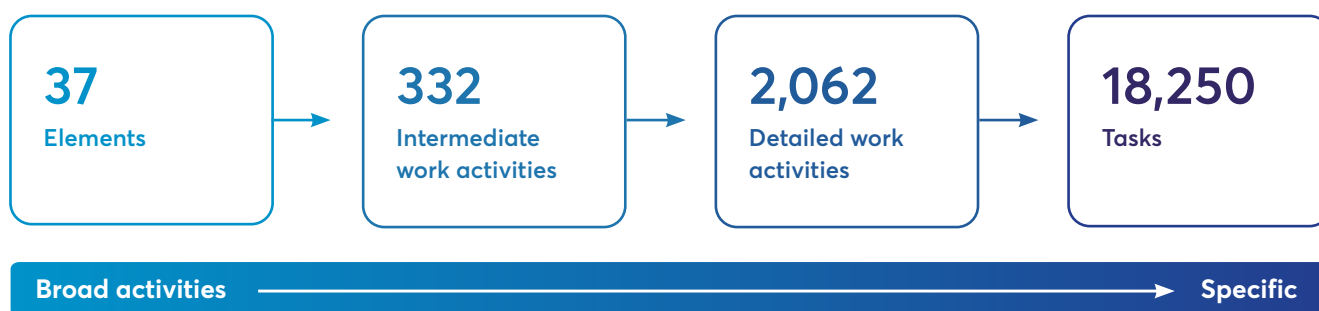 37
Elements
332
Intermediate
work activities
2,062
Detailed work
activities
18,250
Tasks
Broad activities
Specific